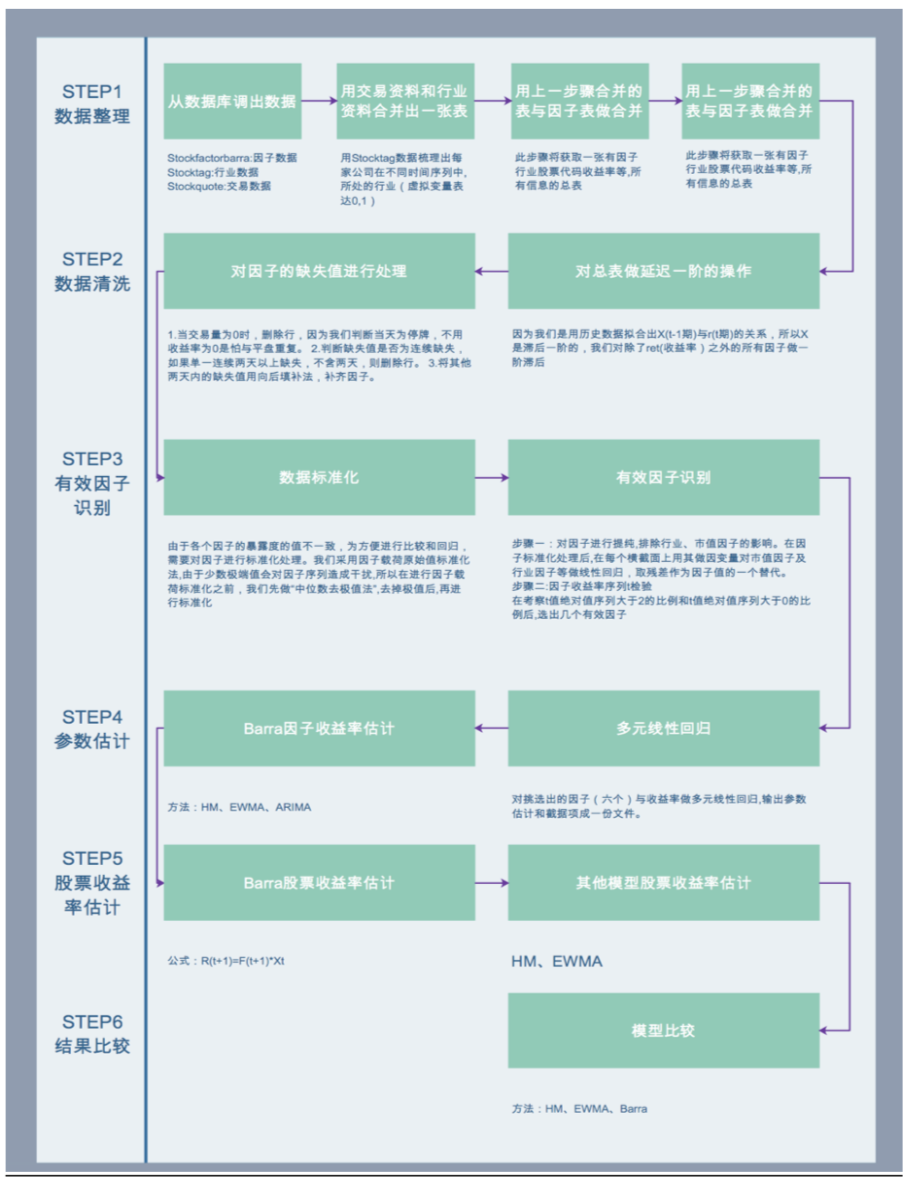 STEP1
数据整理
从数据库调出数据
用交易资料和行业
资料合并出一张表
用上一步骤合并的
表与因子表做合并
用上一步骤合并的
表与因子表做合并
Stockfactorbarra:因子数据
Stocktag:行业数据
Stockquote:交易数据
用Stocktag数据梳理出每
家公司在不同时间序列中,
所处的行业（虚拟变量表
达0,1）
此步骤将获取一张有因子
行业股票代码收益率等,所
有信息的总表
此步骤将获取一张有因子
行业股票代码收益率等,所
有信息的总表
STEP2
数据清洗
对因子的缺失值进行处理
对总表做延迟一阶的操作
1.当交易量为0时，删除行，因为我们判断当天为停牌，不用
收益率为0是怕与平盘重复。 2.判断缺失值是否为连续缺失，
如果单一连续两天以上缺失，不含两天，则删除行。 3.将其他
两天内的缺失值用向后填补法，补齐因子。
因为我们是用历史数据拟合出X(t-1期)与r(t期)的关系，所以X
是滞后一阶的，我们对除了ret(收益率）之外的所有因子做一
阶滞后
STEP3
有效因子
识别
数据标准化
有效因子识别
由于各个因子的暴露度的值不一致，为方便进行比较和回归，
需要对因子进行标准化处理。我们采用因子载荷原始值标准化
法,由于少数极端值会对因子序列造成干扰,所以在进行因子载
荷标准化之前，我们先做“中位数去极值法”,去掉极值后,再进
行标准化
步骤一：对因子进行提纯,排除行业、市值因子的影响。在因
子标准化处理后,在每个横截面上用其做因变量对市值因子及
行业因子等做线性回归，取残差作为因子值的一个替代。
步骤二:因子收益率序列t检验
在考察t值绝对值序列大于2的比例和t值绝对值序列大于0的比
例后,选出几个有效因子
STEP4
参数估计
Barra因子收益率估计
多元线性回归
方法：HM、EWMA、ARIMA
对挑选出的因子（六个）与收益率做多元线性回归,输出参数
估计和截据项成一份文件。
STEP5
股票收益
率估计
Barra股票收益率估计
其他模型股票收益率估计
公式：R(t+1)=F(t+1)*Xt
HM、EWMA
STEP6
结果比较
模型比较
方法：HM、EWMA、Barra